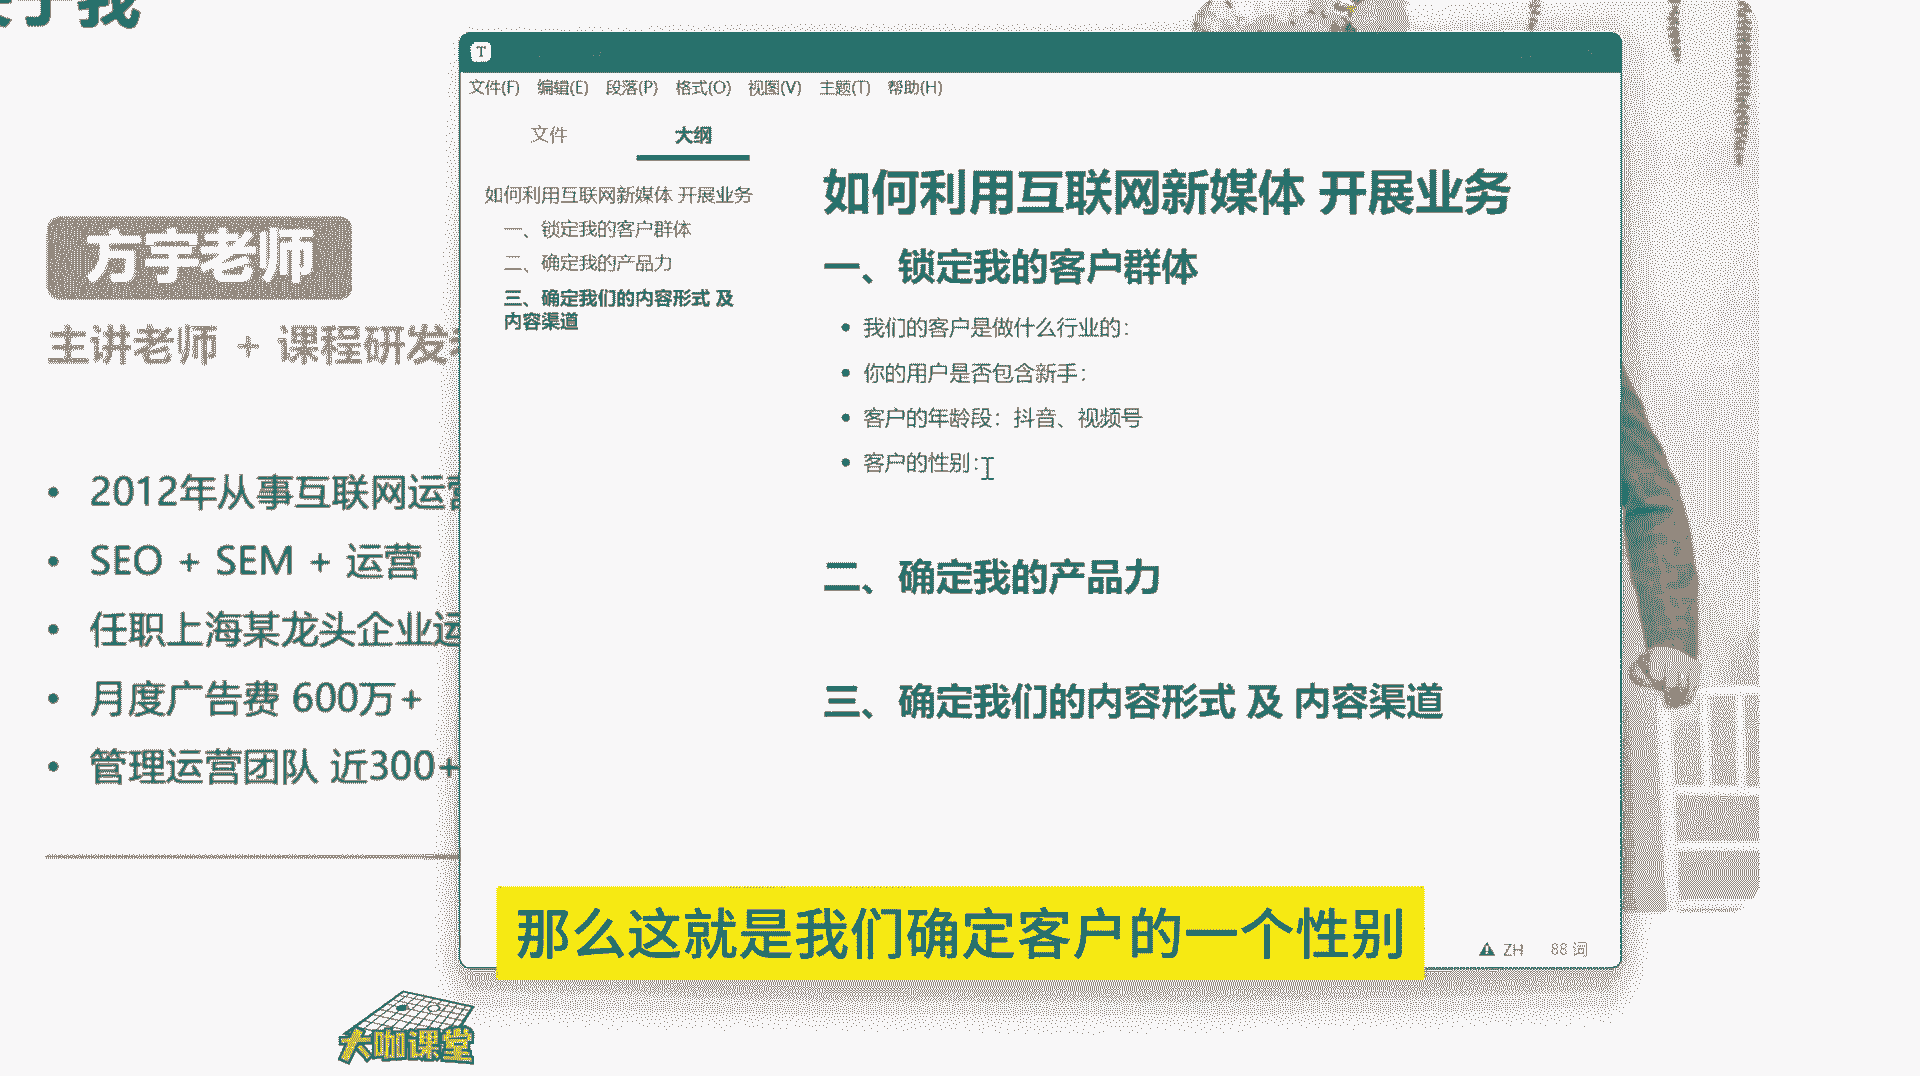 方宇老师
主讲老师 + 课程研发
2012年从事互联网运营
SEO + SEM + 运营
任职上海某龙头企业运
月度广告费 600万+
管理运营团队 近300+
T
文件(F) 编辑(E) 段落(P) 格式(O) 视图(V) 主题(T) 帮助(H)
文件 大纲
如何利用互联网新媒体 开展业务
一、锁定我的客户群体
二、确定我的产品力
三、确定我们的内容形式 及
内容渠道
如何利用互联网新媒体 开展业务
一、锁定我的客户群体
我们的客户是做什么行业的：
你的用户是否包含新手：
客户的年龄段：抖音、视频号
客户的性别：
二、确定我的产品力
三、确定我们的内容形式 及 内容渠道
那么这就是我们确定客户的一个性别
ZH 88 词
大咖课堂